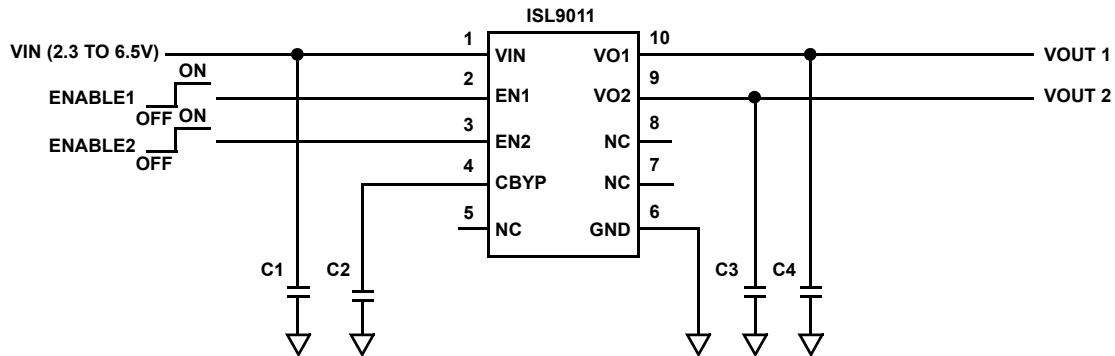 ISL9011
VIN (2.3 TO 6.5V)
1
VIN
VO1
10
VOUT 1
ENABLE1
OFF
ON
2
EN1
VO2
9
VOUT 2
ENABLE2
OFF
ON
3
EN2
NC
8
4
CBYP
NC
7
5
NC
GND
6
C1
C2
C3
C4